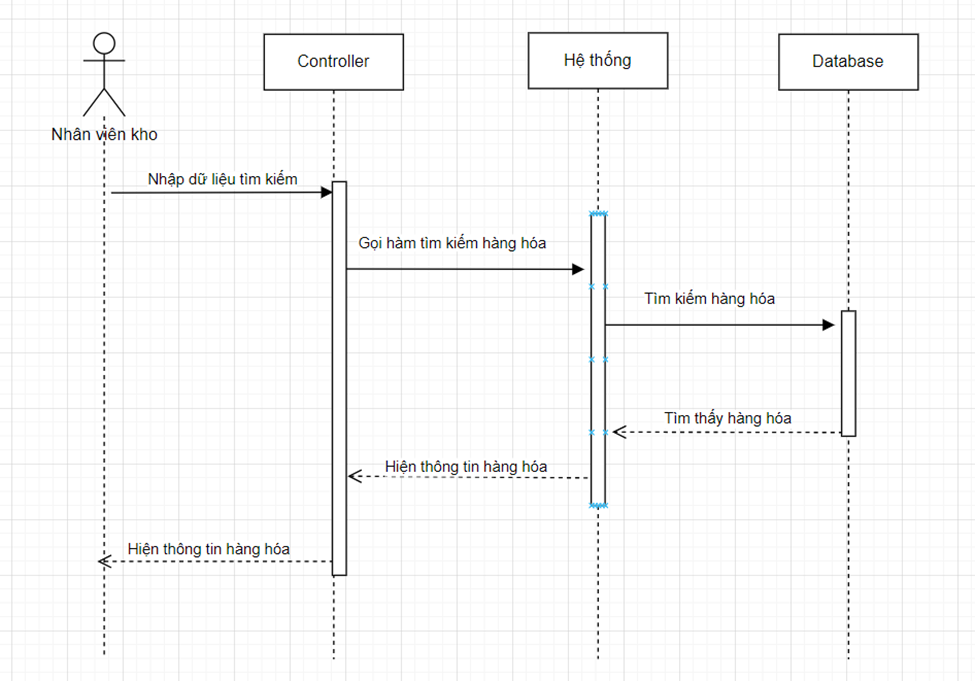 Controller
Hệ thống
Database
Nhân viên kho
Nhập dữ liệu tìm kiếm
Gọi hàm tìm kiếm hàng hóa
Tìm kiếm hàng hóa
Tìm thấy hàng hóa
Hiện thông tin hàng hóa
Hiện thông tin hàng hóa